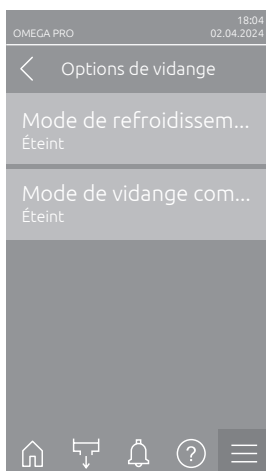 18:04
OMEGA PRO 02.04.2024
Options de vidange
Mode de refroidissem...
Éteint
Mode de vidange com...
Éteint
?